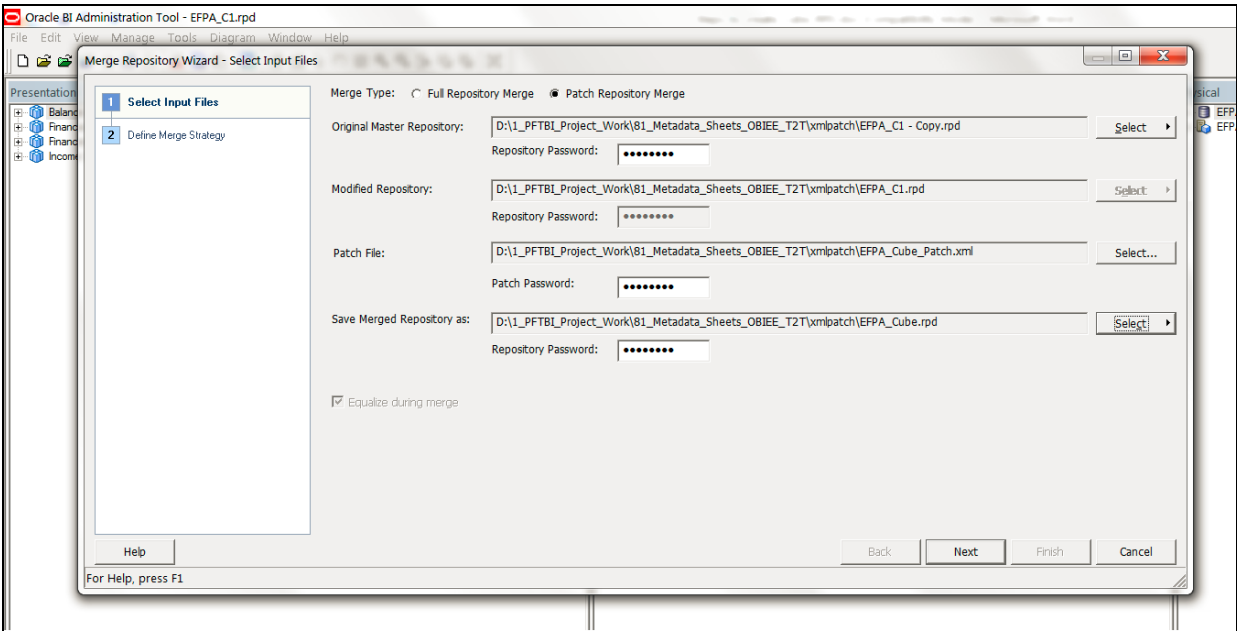 Oracle BI Administration Tool - EFPA_C1.rpd
File Edit View Manage Tools Diagram Window Help
Merge Repository Wizard - Select Input Files
Presentation
Balanc
Financ
Financ
Incom
sical
EFP
EFP
1 Select Input Files
2 Define Merge Strategy
Merge Type: Full Repository Merge Patch Repository Merge
Original Master Repository: D:\1_PFTBI_Project_Work\81_Metadata_Sheets_OBIEE_T2T\xmlpatch\EFPA_C1 - Copy.rpd Select
Repository Password:
Modified Repository: D:\1_PFTBI_Project_Work\81_Metadata_Sheets_OBIEE_T2T\xmlpatch\EFPA_C1.rpd Select
Repository Password:
Patch File: D:\1_PFTBI_Project_Work\81_Metadata_Sheets_OBIEE_T2T\xmlpatch\EFPA_Cube_Patch.xml Select...
Patch Password:
Save Merged Repository as: D:\1_PFTBI_Project_Work\81_Metadata_Sheets_OBIEE_T2T\xmlpatch\EFPA_Cube.rpd Select
Repository Password:
Equalize during merge
Help Back Next Finish Cancel
For Help, press F1